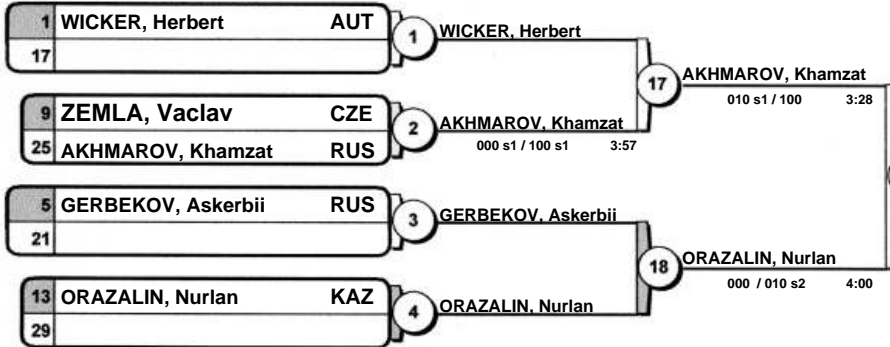 1 WICKER, Herbert AUT
17
1
WICKER, Herbert
9 ZEMLA, Vaclav CZE
25 AKHMAROV, Khamzat RUS
2
AKHMAROV, Khamzat
000 s1 / 100 s1 3:57
17
AKHMAROV, Khamzat
010 s1 / 100 3:28
5 GERBEKOV, Askerbii RUS
21
3
GERBEKOV, Askerbii
13 ORAZALIN, Nurlan KAZ
29
4
ORAZALIN, Nurlan
18
ORAZALIN, Nurlan
000 / 010 s2 4:00